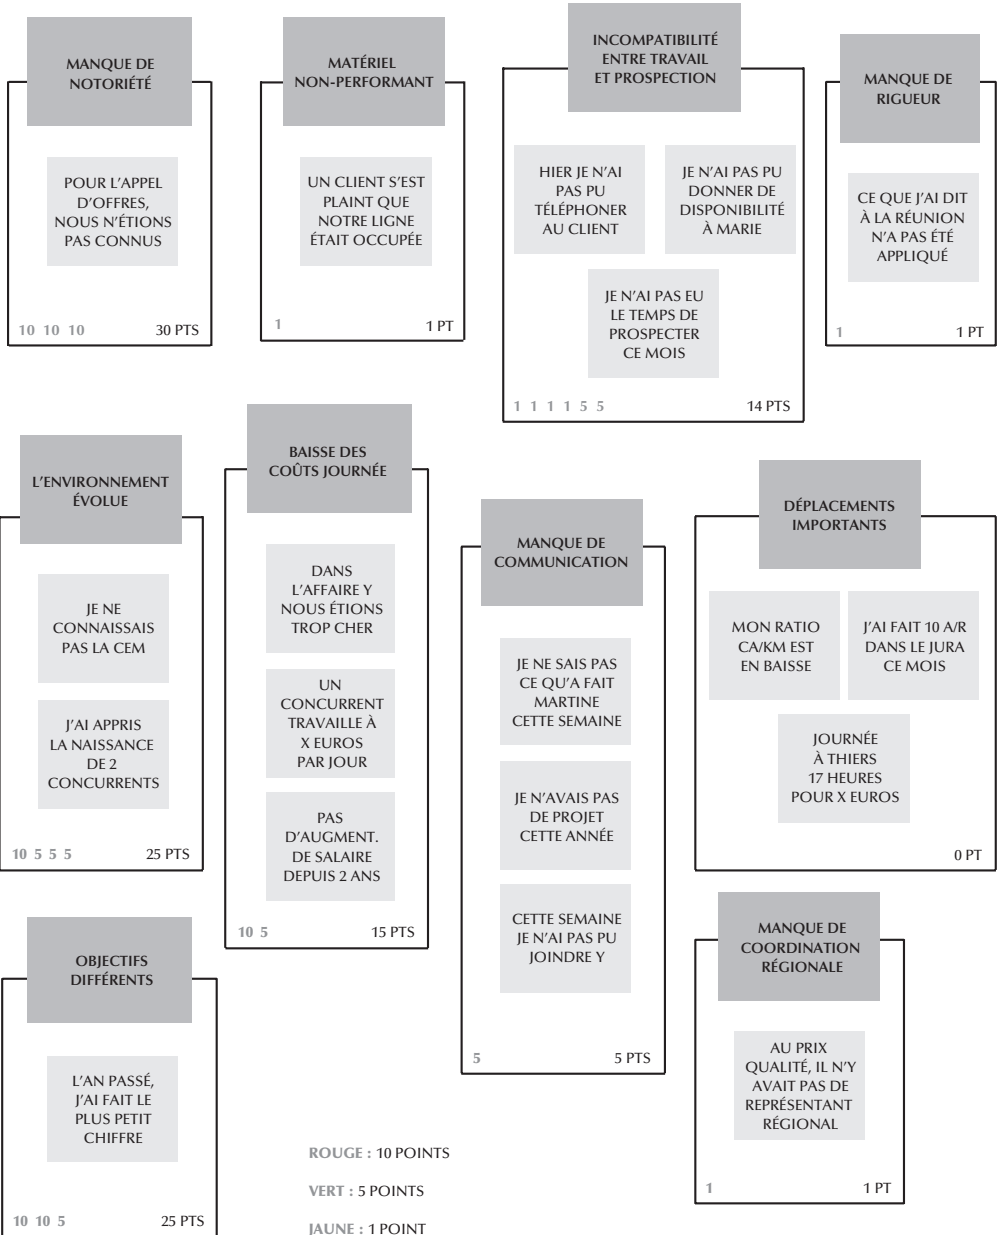 MANQUE DE
NOTORIÉTÉ
POUR L'APPEL
D'OFFRES,
NOUS N'ÉTIONS
PAS CONNUS
10 10 10
30 PTS
MATÉRIEL
NON-PERFORMANT
UN CLIENT S'EST
PLAINT QUE
NOTRE LIGNE
ÉTAIT OCCUPÉE
1
1 PT
INCOMPATIBILITÉ
ENTRE TRAVAIL
ET PROSPECTION
HIER JE N'AI
PAS PU
TÉLÉPHONER
AU CLIENT
JE N'AI PAS PU
DONNER DE
DISPONIBILITÉ
À MARIE
JE N'AI PAS EU
LE TEMPS DE
PROSPECTER
CE MOIS
1 1 1 1 5 5
14 PTS
MANQUE DE
RIGUEUR
CE QUE J'AI DIT
À LA RÉUNION
N'A PAS ÉTÉ
APPLIQUÉ
1
1 PT
L'ENVIRONNEMENT
ÉVOLUE
JE NE
CONNAISSAIS
PAS LA CEM
J'AI APPRIS
LA NAISSANCE
DE 2
CONCURRENTS
10 5 5 5
25 PTS
BAISSE DES
COÛTS JOURNÉE
DANS
L'AFFAIRE Y
NOUS ÉTIONS
TROP CHER
UN
CONCURRENT
TRAVAILLE À
X EUROS
PAR JOUR
PAS
D'AUGMENT.
DE SALAIRE
DEPUIS 2 ANS
10 5
15 PTS
MANQUE DE
COMMUNICATION
JE NE SAIS PAS
CE QU'A FAIT
MARTINE
CETTE SEMAINE
JE N'AVAIS PAS
DE PROJET
CETTE ANNÉE
CETTE SEMAINE
JE N'AI PAS PU
JOINDRE Y
5
5 PTS
DÉPLACEMENTS
IMPORTANTS
MON RATIO
CA/KM EST
EN BAISSE
J'AI FAIT 10 A/R
DANS LE JURA
CE MOIS
JOURNÉE
À THIERS
17 HEURES
POUR X EUROS
0 PT
OBJECTIFS
DIFFÉRENTS
L'AN PASSÉ,
J'AI FAIT LE
PLUS PETIT
CHIFFRE
10 10 5
25 PTS
MANQUE DE
COORDINATION
RÉGIONALE
AU PRIX
QUALITÉ, IL N'Y
AVAIT PAS DE
REPRÉSENTANT
RÉGIONAL
1
1 PT
ROUGE : 10 POINTS
VERT : 5 POINTS
JAUNE : 1 POINT